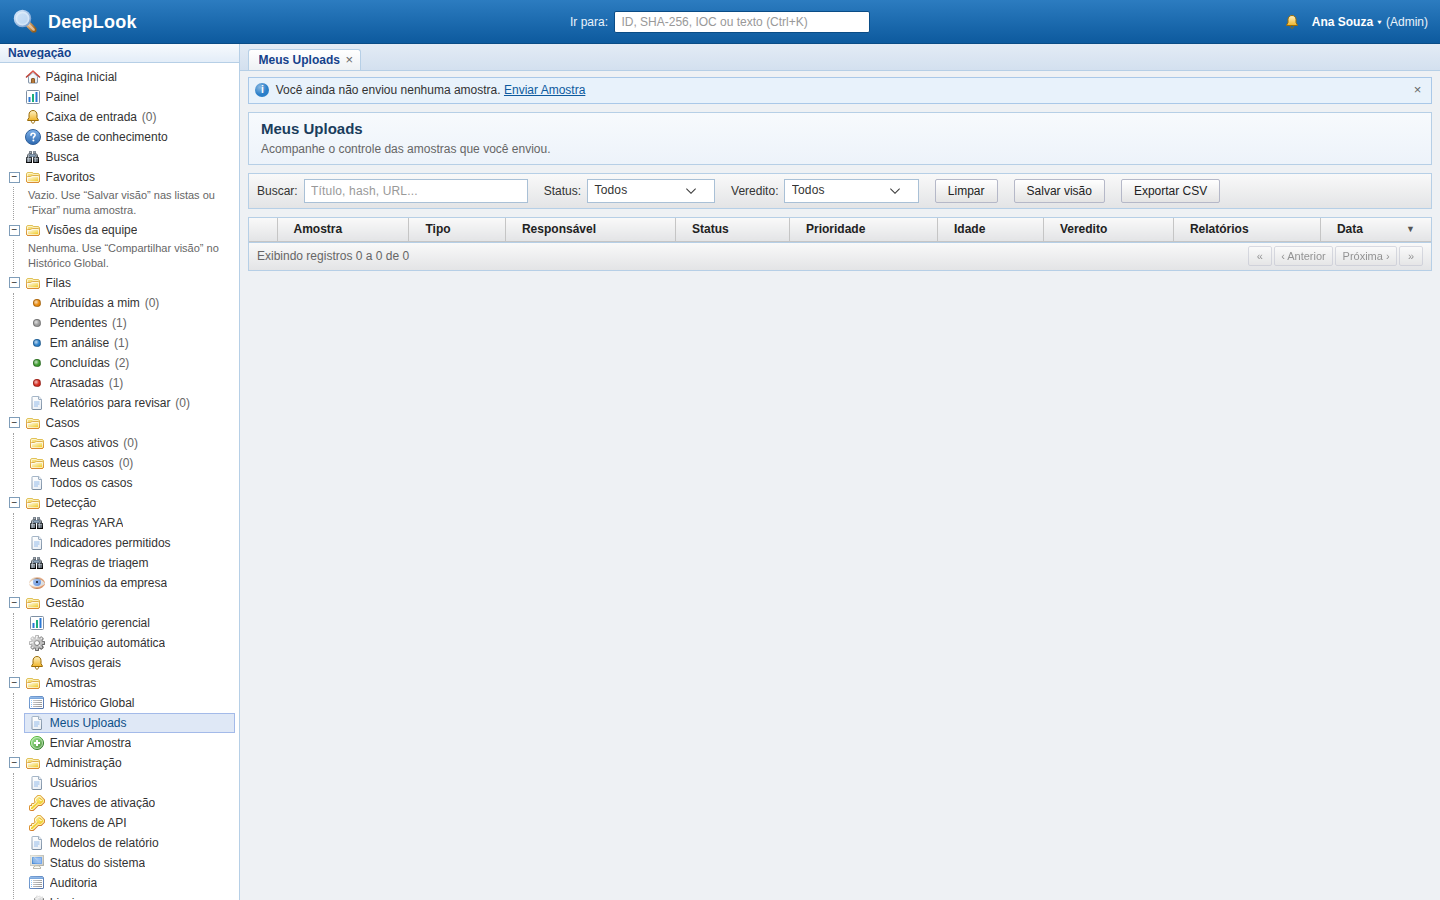 DeepLook
Ir para: ID, SHA-256, IOC ou texto (Ctrl+K)
Ana Souza (Admin)
Navegação
Página Inicial
Painel
Caixa de entrada (0)
Base de conhecimento
Busca
Favoritos
Vazio. Use “Salvar visão” nas listas ou
“Fixar” numa amostra.
Visões da equipe
Nenhuma. Use “Compartilhar visão” no
Histórico Global.
Filas
Atribuídas a mim (0)
Pendentes (1)
Em análise (1)
Concluídas (2)
Atrasadas (1)
Relatórios para revisar (0)
Casos
Casos ativos (0)
Meus casos (0)
Todos os casos
Detecção
Regras YARA
Indicadores permitidos
Regras de triagem
Domínios da empresa
Gestão
Relatório gerencial
Atribuição automática
Avisos gerais
Amostras
Histórico Global
Meus Uploads
Enviar Amostra
Administração
Usuários
Chaves de ativação
Tokens de API
Modelos de relatório
Status do sistema
Auditoria
Meus Uploads ×
Você ainda não enviou nenhuma amostra. Enviar Amostra ×
Meus Uploads
Acompanhe o controle das amostras que você enviou.
Buscar: Título, hash, URL... Status: Todos Veredito: Todos Limpar Salvar visão Exportar CSV
Amostra Tipo Responsável Status Prioridade Idade Veredito Relatórios Data ▼
Exibindo registros 0 a 0 de 0 « ‹ Anterior Próxima › »